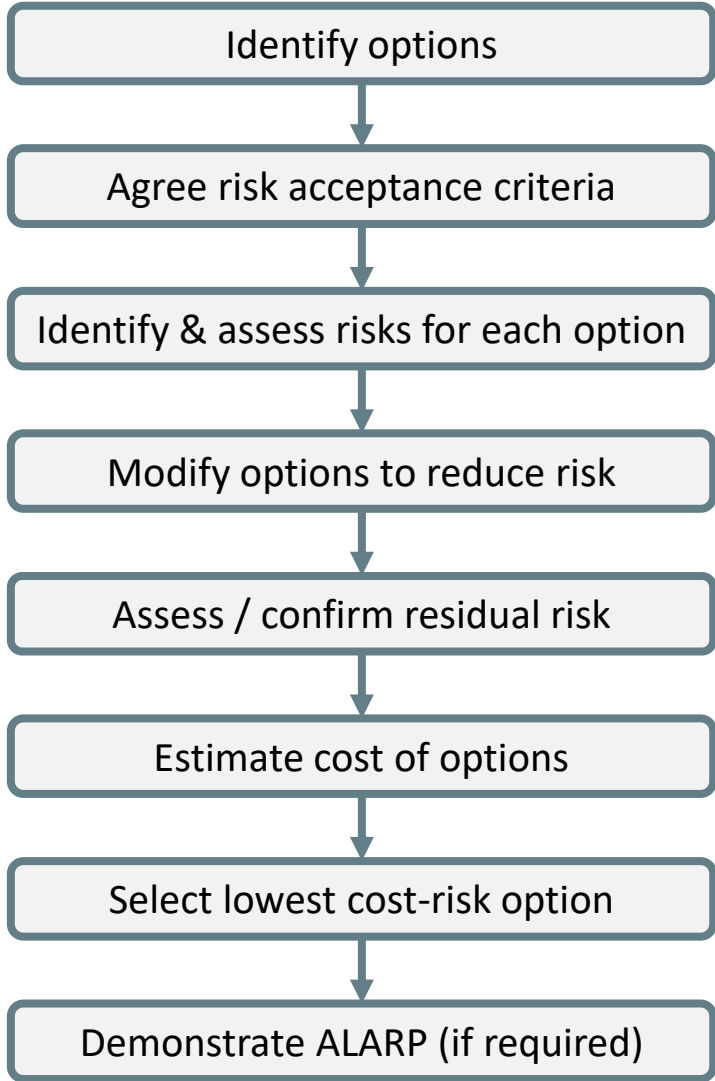 Identify options
Agree risk acceptance criteria
Identify & assess risks for each option
Modify options to reduce risk
Assess / confirm residual risk
Estimate cost of options
Select lowest cost-risk option
Demonstrate ALARP (if required)